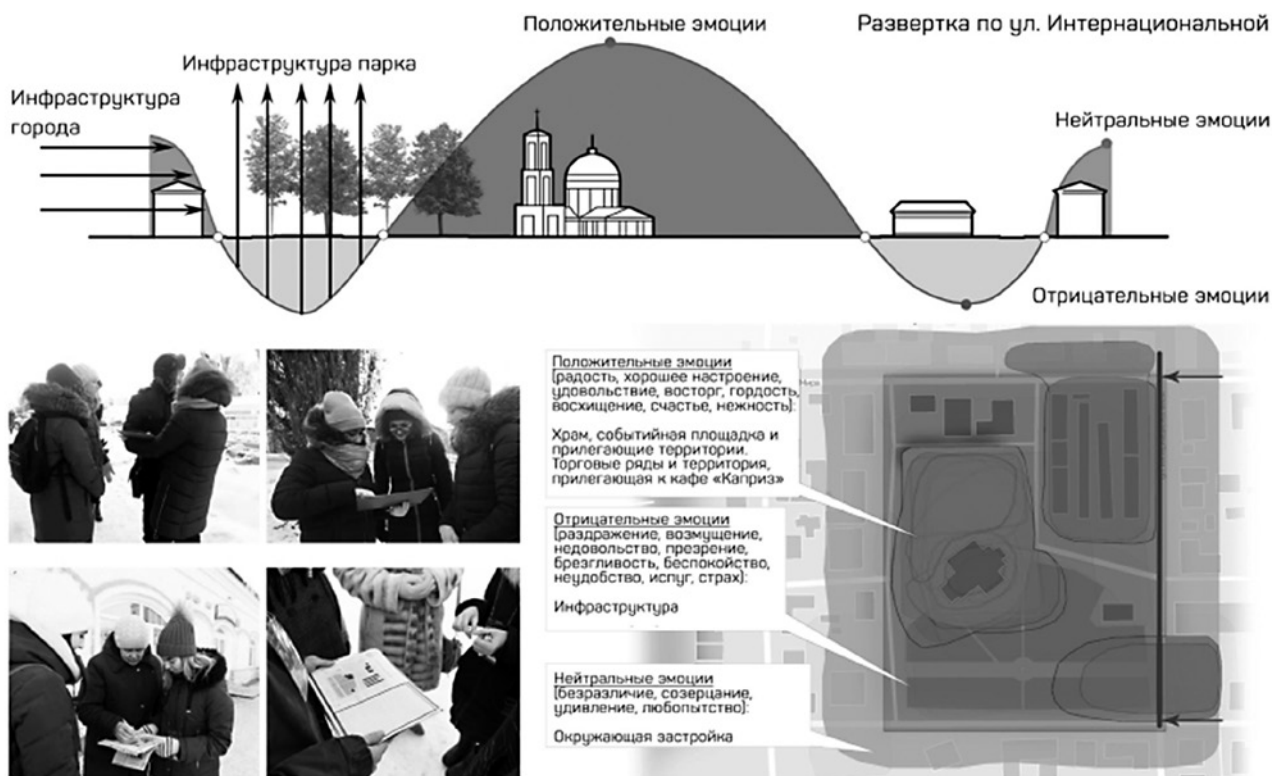 Положительные эмоции
Развертка по ул. Интернациональной
Инфраструктура парка
Инфраструктура
города
Нейтральные эмоции
Отрицательные эмоции
Положительные эмоции
(радость, хорошее настроение,
удовольствие, восторг, гордость,
восхищение, счастье, нежность):
Храм, событийная площадка и
прилегающие территории.
Торговые ряды и территория,
прилегающая к кафе «Каприз»
Отрицательные эмоции
(раздражение, возмущение,
недовольство, презрение,
брезгливость, беспокойство,
неудобство, испуг, страх):
Инфраструктура
Нейтральные эмоции
(безразличие, созерцание,
удивление, любопытство):
Окружающая застройка